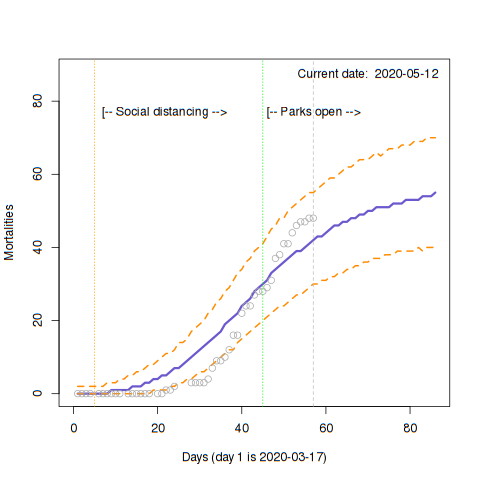 Current date:  2020-05-12
[-- Social distancing -->
[-- Parks open -->
Mortalities
80
60
40
20
0
0 20 40 60 80
Days (day 1 is 2020-03-17)